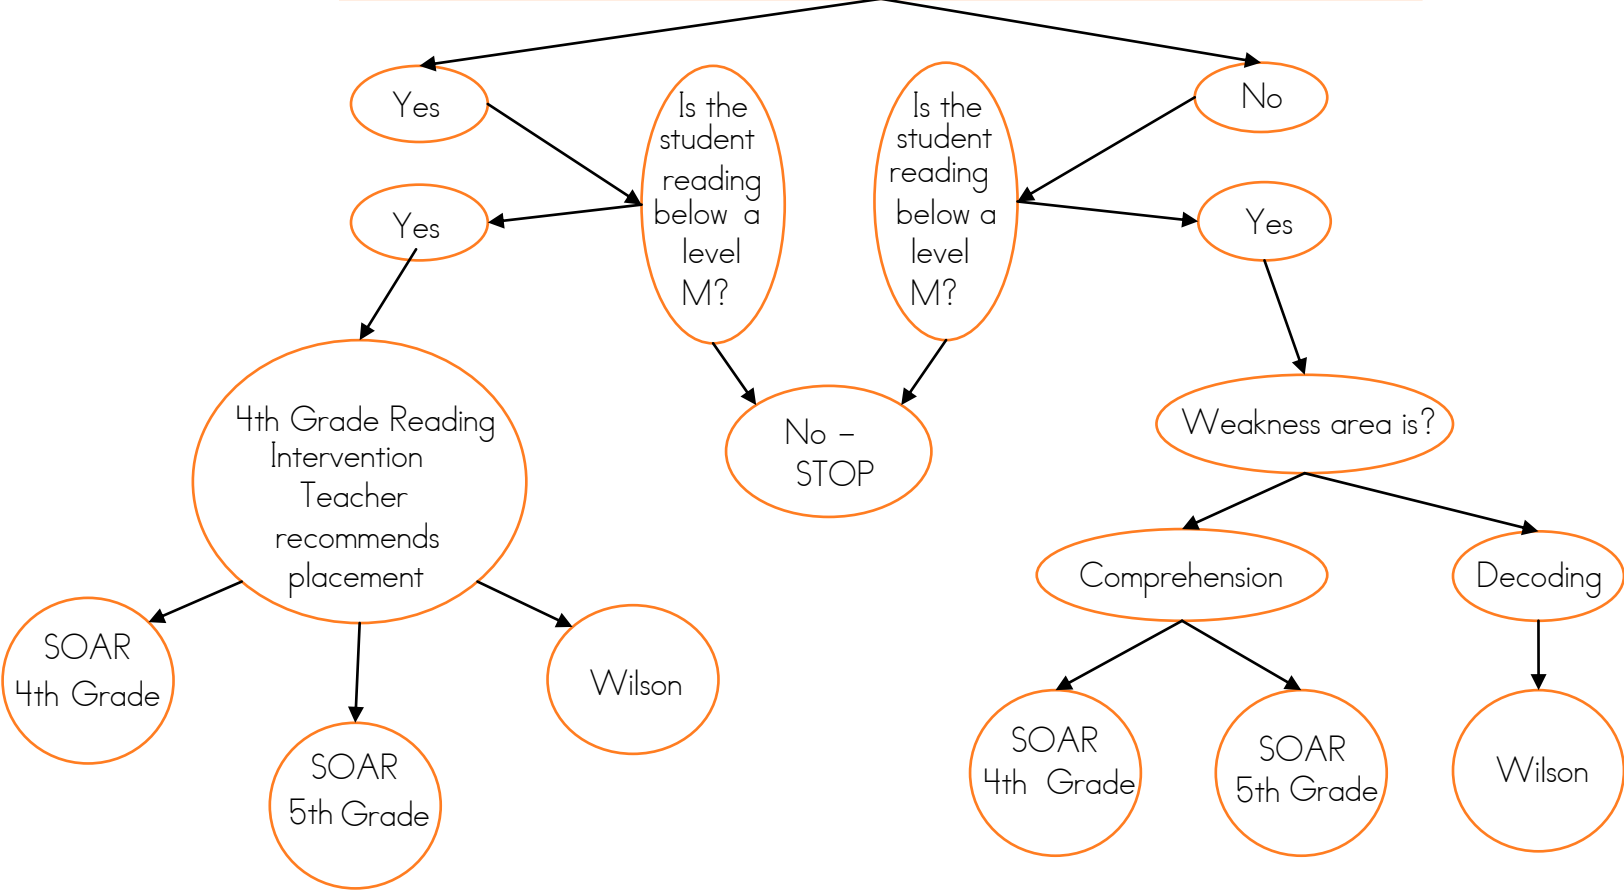 Yes
Is the
student
reading
below a
level
M?
Is the
student
reading
below a
level
M?
No
Yes
Yes
4th Grade Reading
Intervention
Teacher
recommends
placement
No –
STOP
Weakness area is?
Comprehension
Decoding
SOAR
4th Grade
SOAR
5th Grade
Wilson
SOAR
4th Grade
SOAR
5th Grade
Wilson